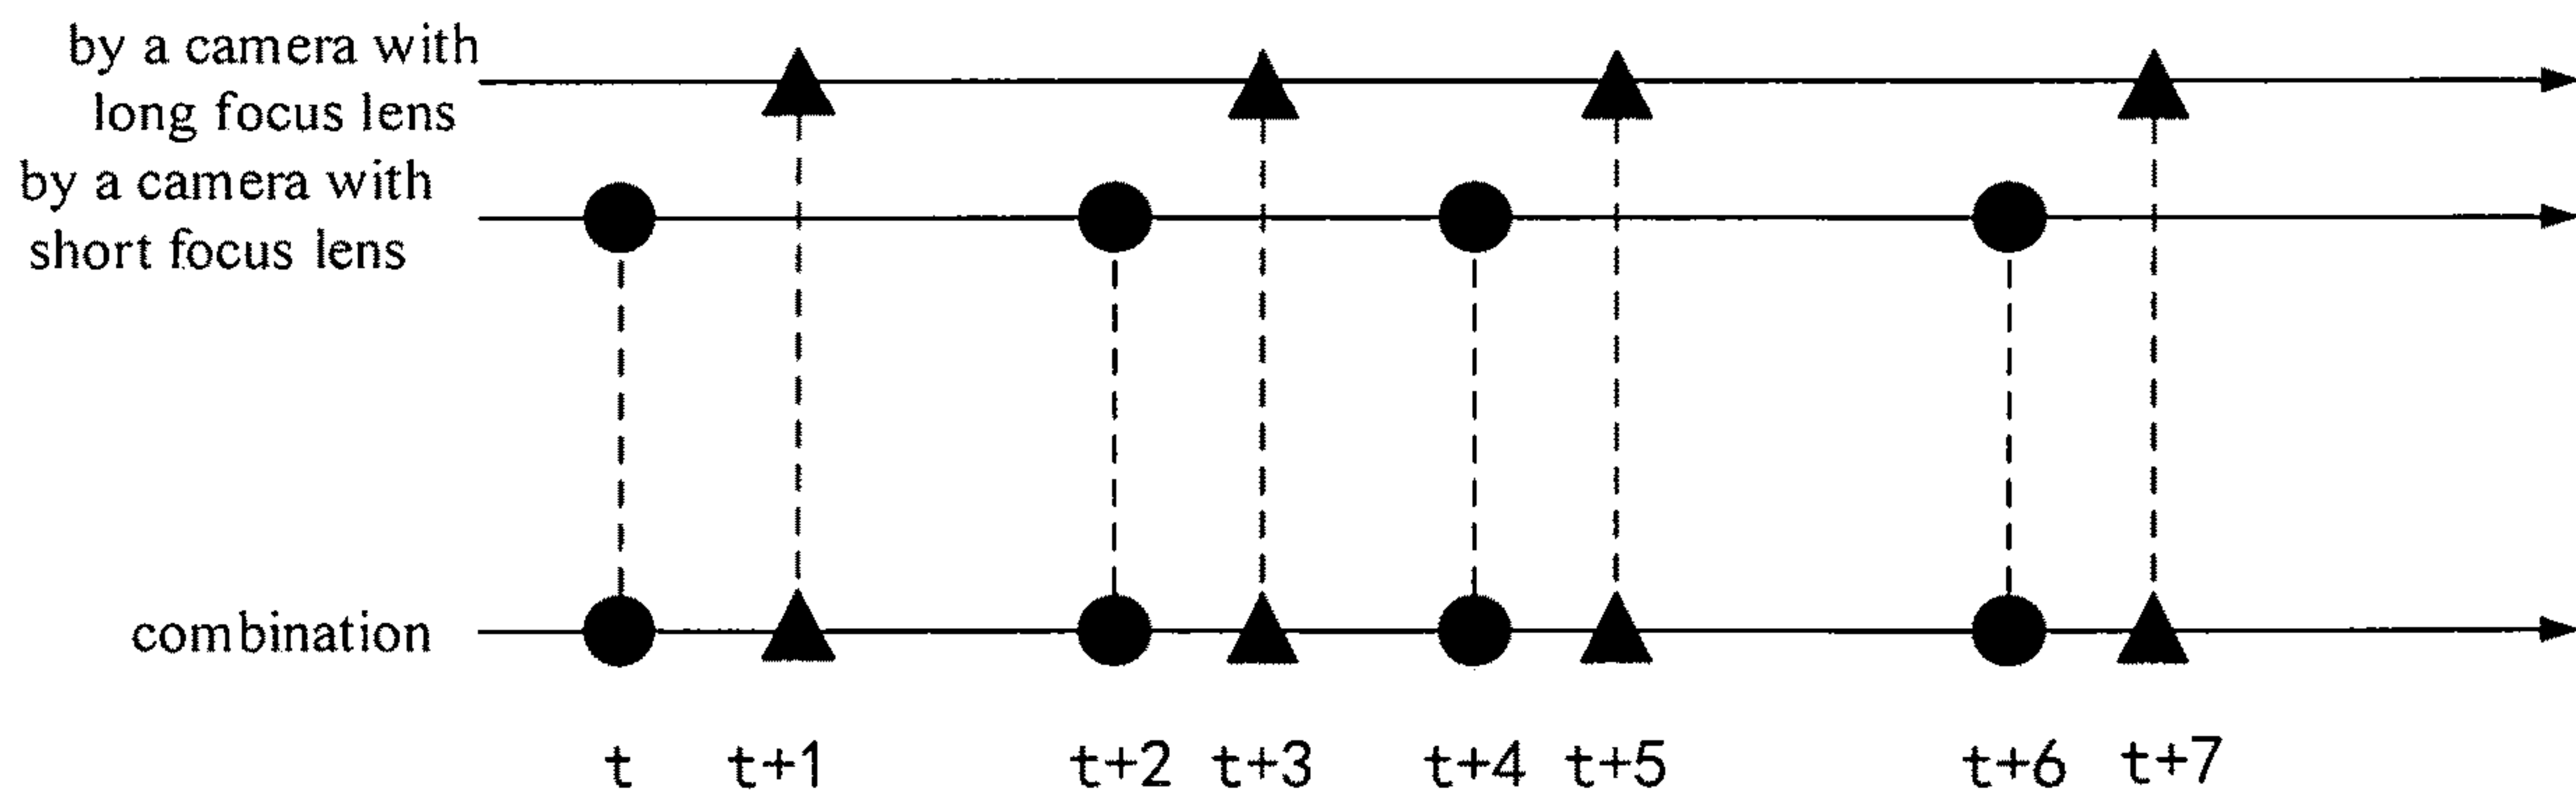 by a camera with
long focus lens
by a camera with
short focus lens
combination
t t+1 t+2 t+3 t+4 t+5 t+6 t+7